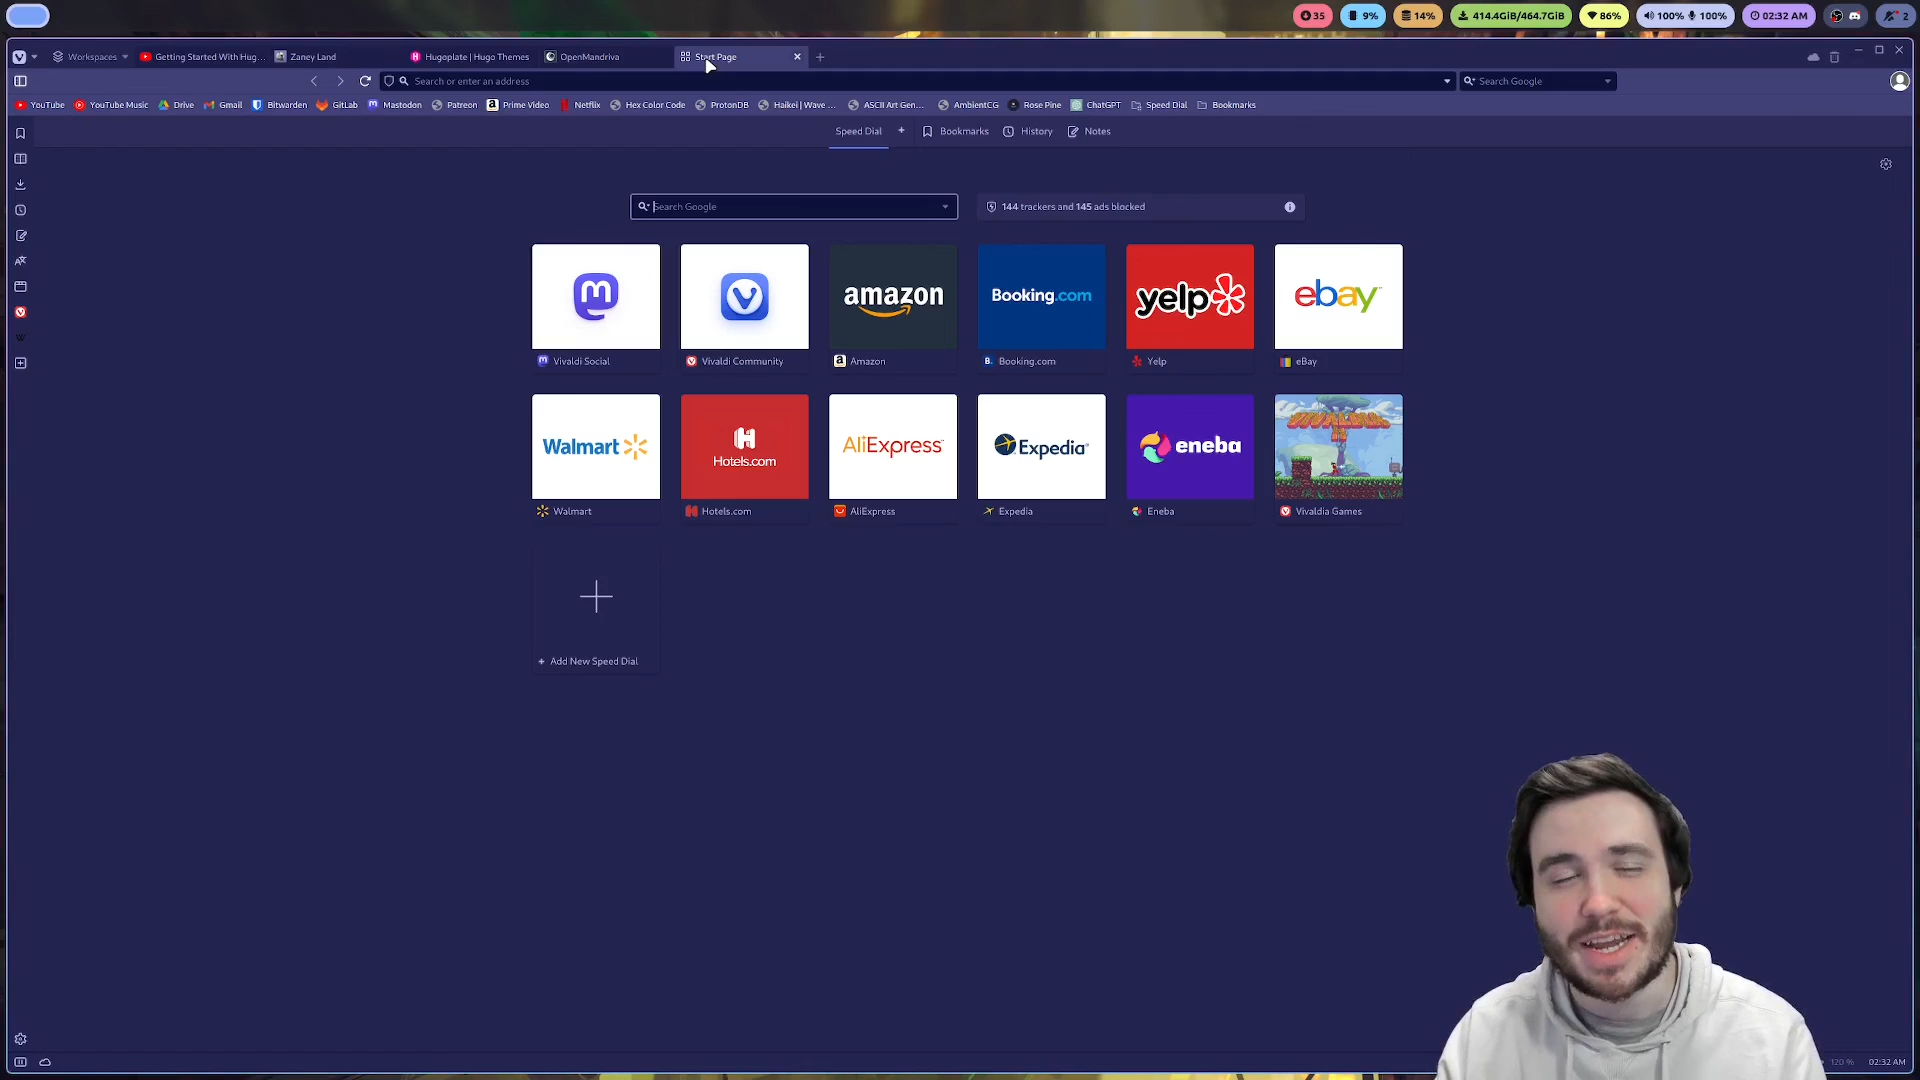 35 9% 14% 414.4GiB/464.7GiB 86% 100% 100% 02:32 AM 2
Workspaces Getting Started With Hug... Zaney Land Hugoplate | Hugo Themes OpenMandriva Start Page
Search or enter an address Search Google
YouTube YouTube Music Drive Gmail Bitwarden GitLab Mastodon Patreon Prime Video Netflix Hex Color Code ProtonDB Haikei | Wave ... ASCII Art Gen... AmbientCG Rose Pine ChatGPT Speed Dial Bookmarks
Speed Dial Bookmarks History Notes
Search Google 144 trackers and 145 ads blocked
amazon Booking.com yelp ebay
Vivaldi Social Vivaldi Community Amazon Booking.com Yelp eBay
Walmart Hotels.com AliExpress Expedia eneba VIVALDIA
Walmart Hotels.com AliExpress Expedia Eneba Vivaldia Games
+ Add New Speed Dial
120 % 02:32 AM